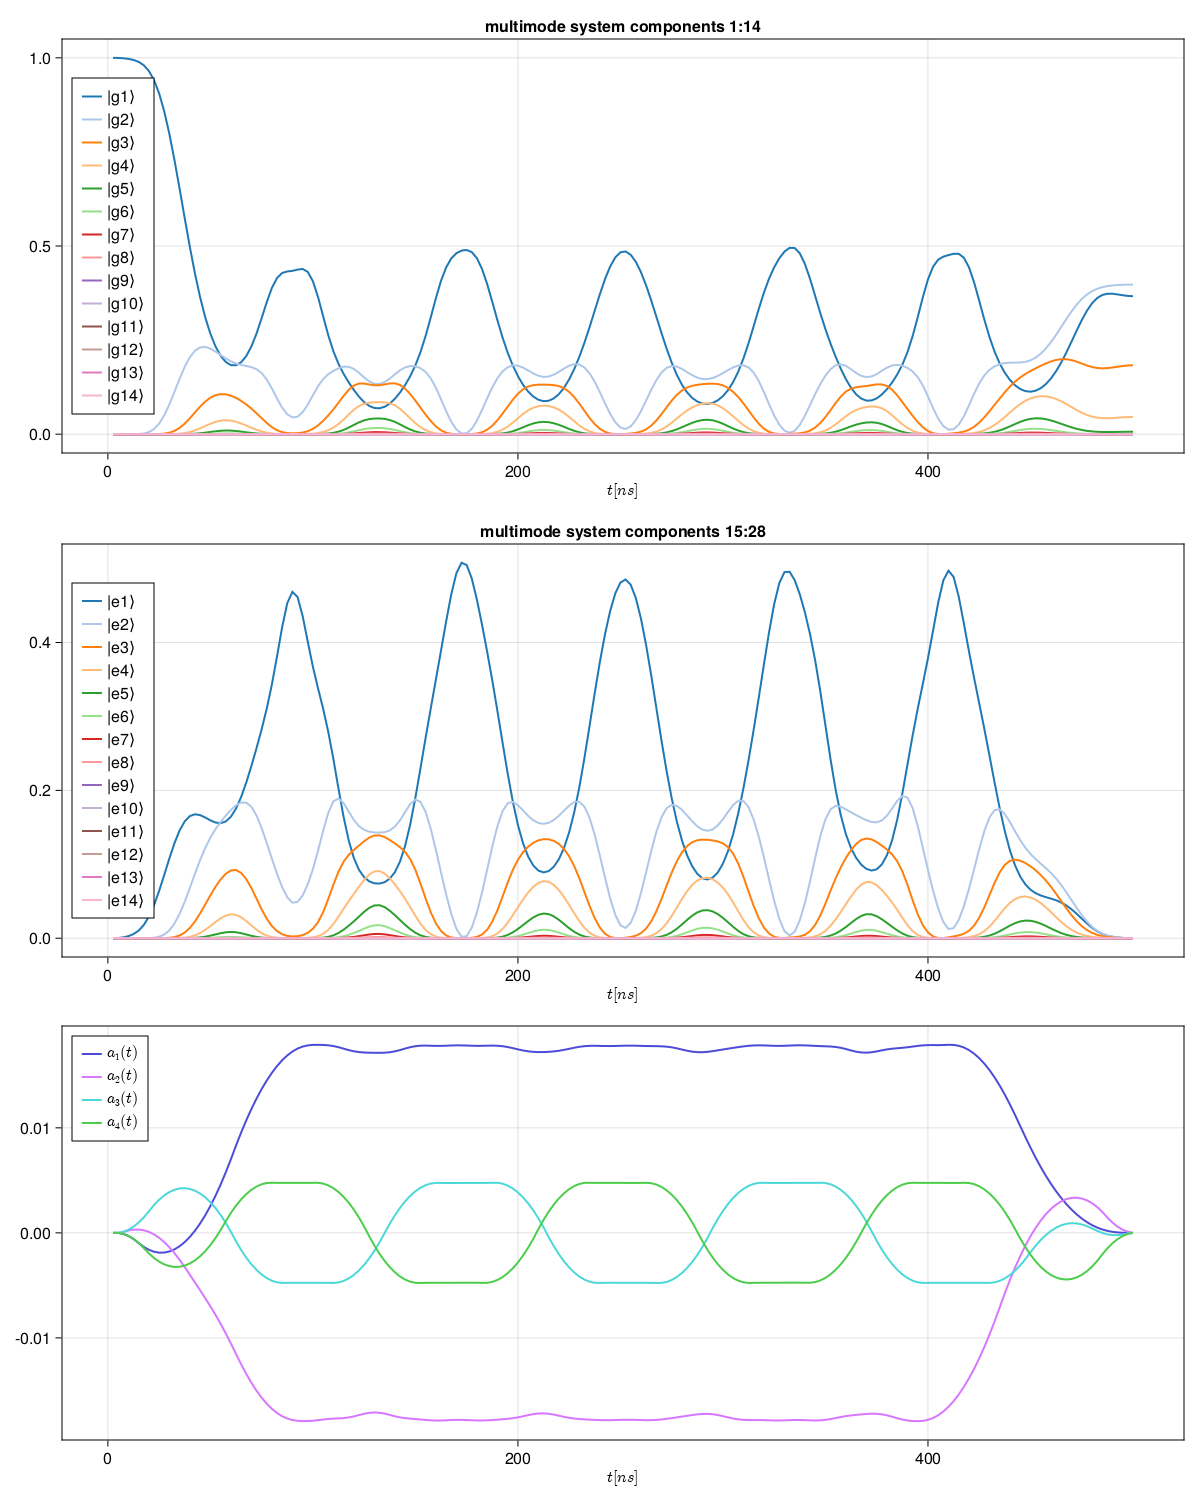 multimode system components 1:14
1.0
0.5
0.0
|g1⟩
|g2⟩
|g3⟩
|g4⟩
|g5⟩
|g6⟩
|g7⟩
|g8⟩
|g9⟩
|g10⟩
|g11⟩
|g12⟩
|g13⟩
|g14⟩
0 200 400
t[ns]
multimode system components 15:28
0.4
0.2
0.0
|e1⟩
|e2⟩
|e3⟩
|e4⟩
|e5⟩
|e6⟩
|e7⟩
|e8⟩
|e9⟩
|e10⟩
|e11⟩
|e12⟩
|e13⟩
|e14⟩
0 200 400
t[ns]
a₁(t)
a₂(t)
a₃(t)
a₄(t)
0.01
0.00
-0.01
0 200 400
t[ns]